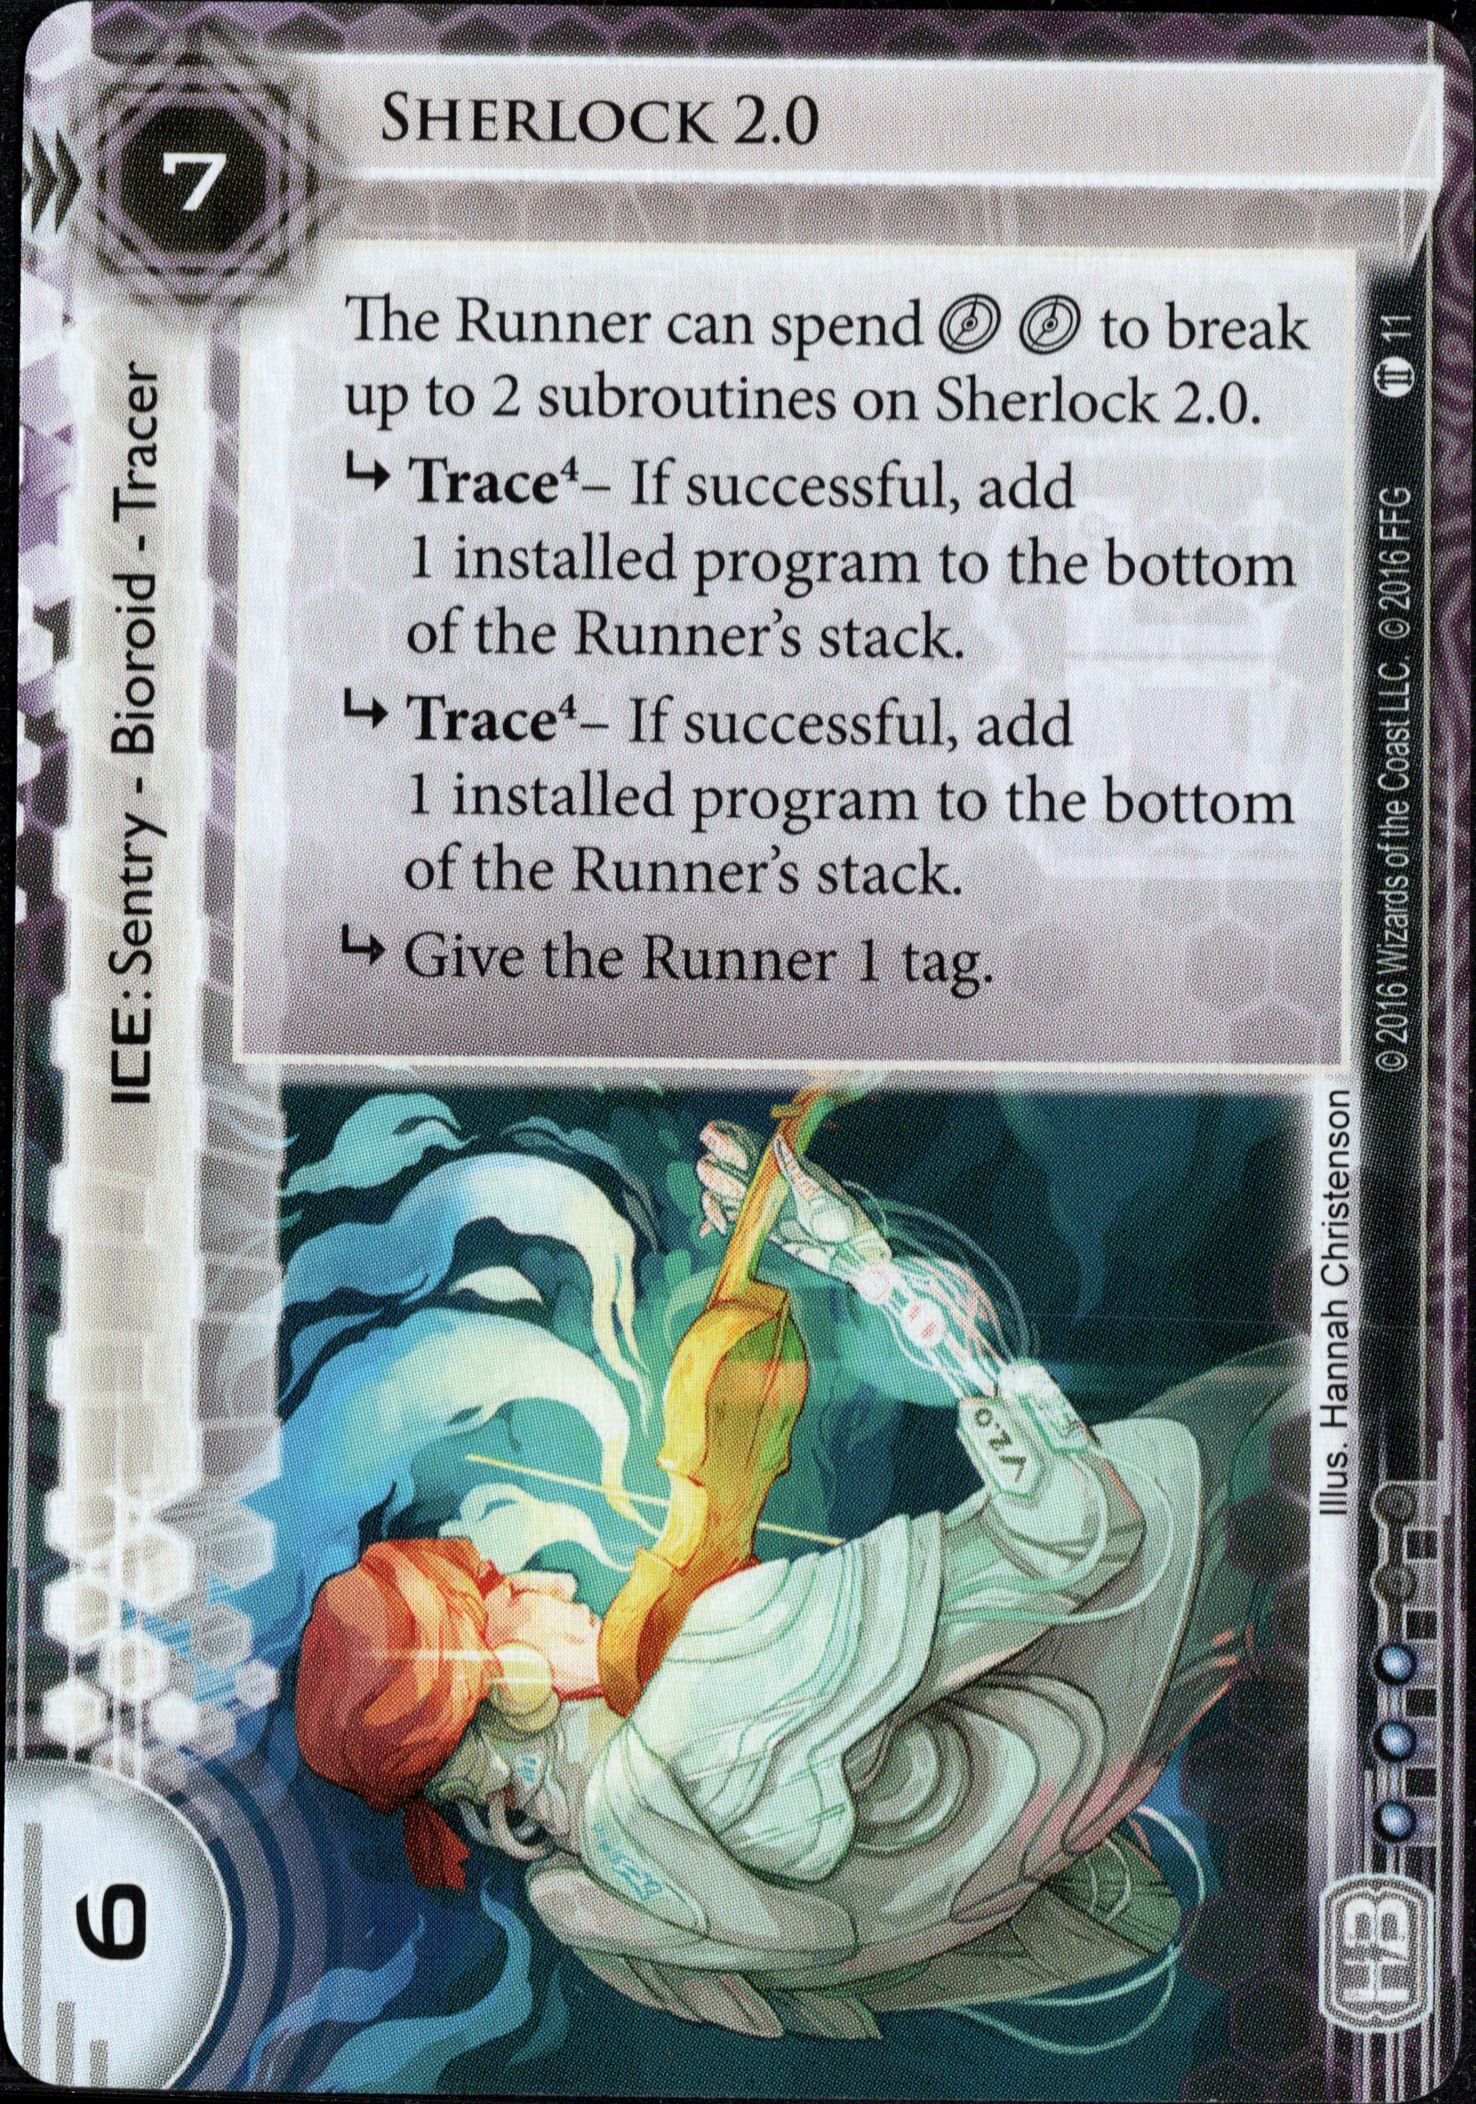 SHERLOCK 2.0
7
The Runner can spend to break
up to 2 subroutines on Sherlock 2.0.
↳ Trace⁴– If successful, add
1 installed program to the bottom
of the Runner's stack.
↳ Trace⁴– If successful, add
1 installed program to the bottom
of the Runner's stack.
↳ Give the Runner 1 tag.
ICE: Sentry - Bioroid - Tracer
6
V2.0
Illus. Hannah Christenson
© 2016 Wizards of the Coast LLC. © 2016 FFG 11
HB